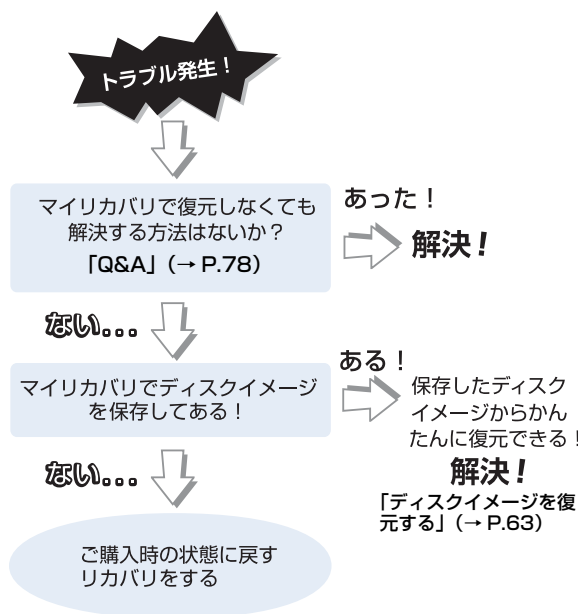 トラブル発生！
マイリカバリで復元しなくても
解決する方法はないか？
「Q&A」（→ P.78）
あった！
解決！
ない...
マイリカバリでディスクイメージ
を保存してある！
ある！
保存したディスク
イメージからかん
たんに復元できる！
解決！
「ディスクイメージを復
元する」（→ P.63）
ない...
ご購入時の状態に戻す
リカバリをする